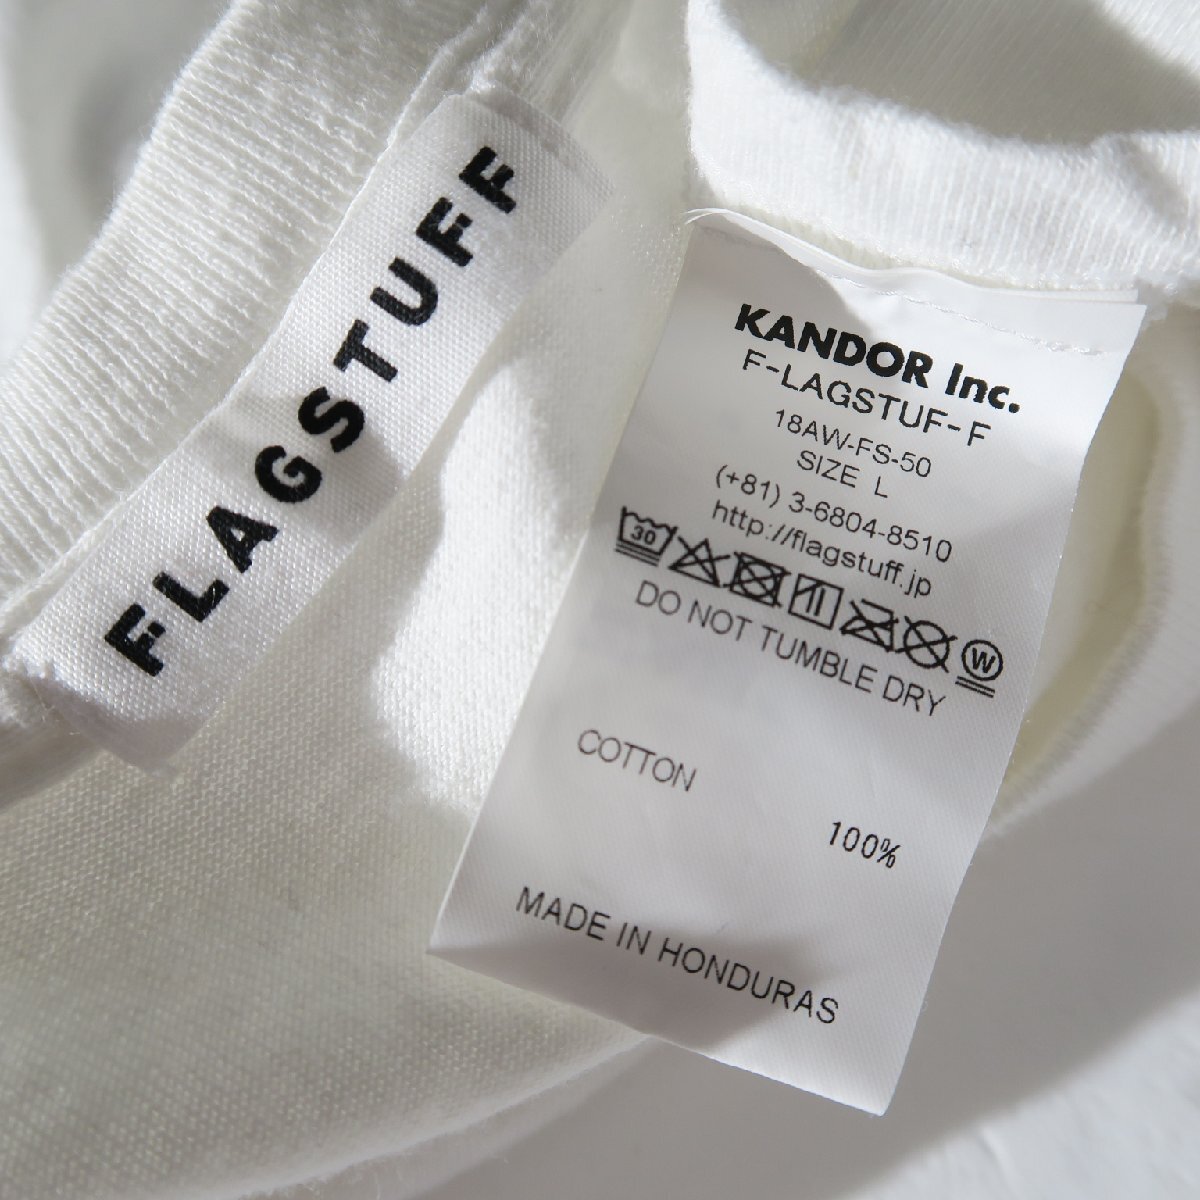 FLAGSTUFF
KANDOR Inc.
F-LAGSTUF-F
18AW-FS-50
SIZE L
(+81) 3-6804-8510
http://flagstuff.jp
30 W
DO NOT TUMBLE DRY
COTTON
100%
MADE IN HONDURAS